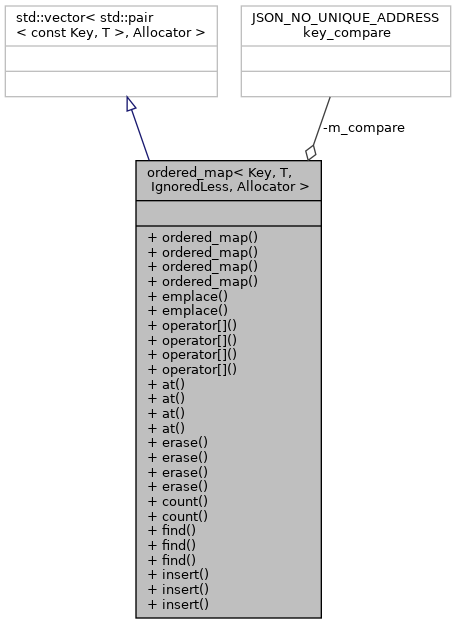 std::vector< std::pair
< const Key, T >, Allocator >
JSON_NO_UNIQUE_ADDRESS
key_compare
-m_compare
ordered_map< Key, T,
IgnoredLess, Allocator >
+ ordered_map()
+ ordered_map()
+ ordered_map()
+ ordered_map()
+ emplace()
+ emplace()
+ operator[]()
+ operator[]()
+ operator[]()
+ operator[]()
+ at()
+ at()
+ at()
+ at()
+ erase()
+ erase()
+ erase()
+ erase()
+ count()
+ count()
+ find()
+ find()
+ find()
+ insert()
+ insert()
+ insert()